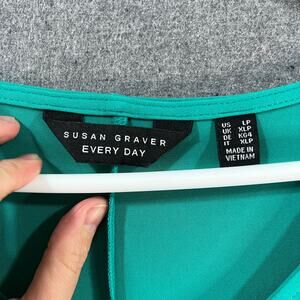 SUSAN GRAVER
EVERY DAY
US LP
UK XLP
DE KG4
IT XLP
MADE IN
VIETNAM